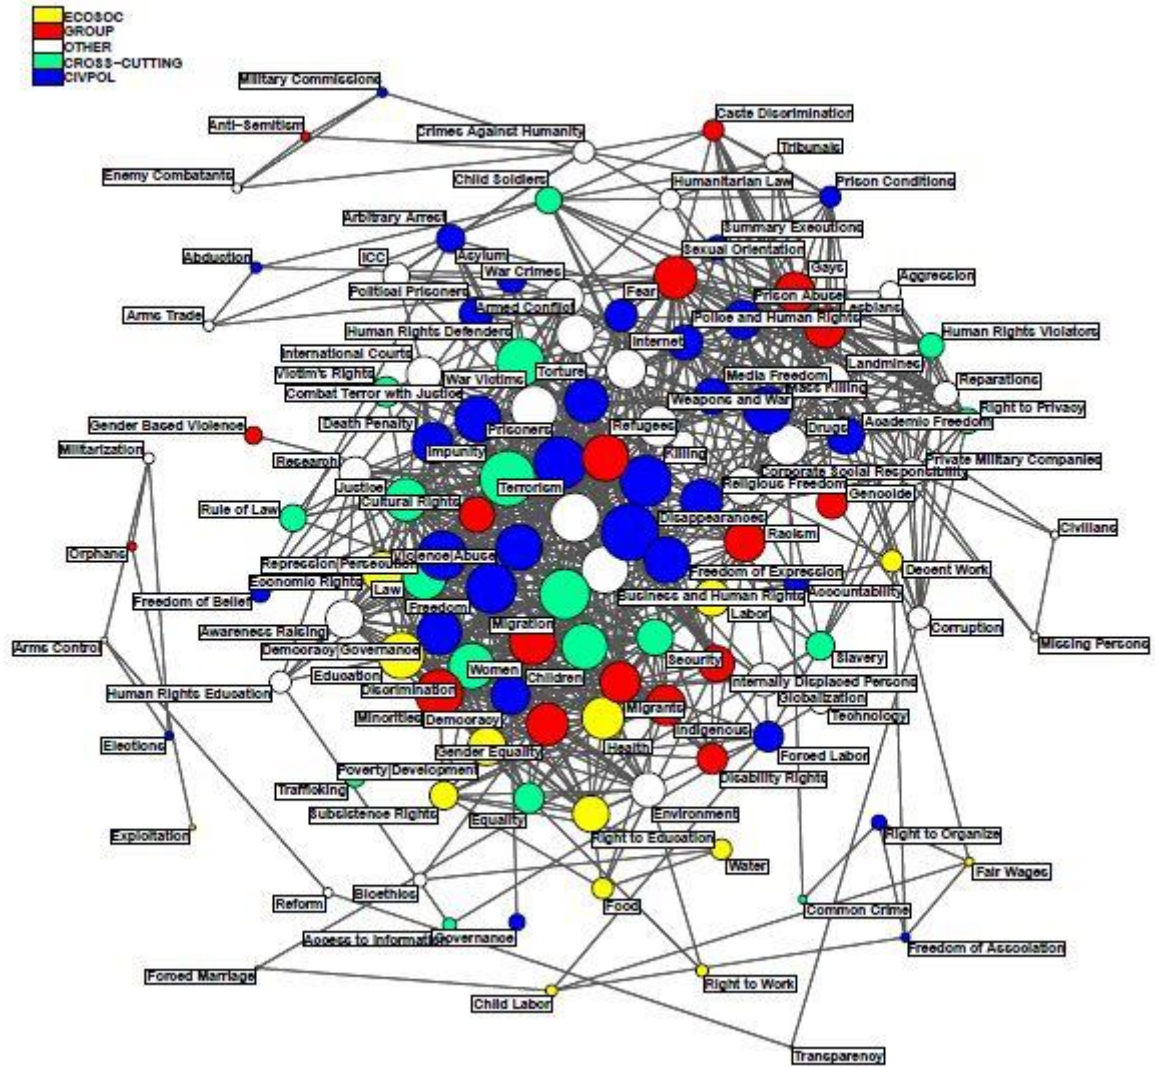 ECOSOC
GROUP
OTHER
CROSS-CUTTING
CIVPOL
Military Commissions
Anti-Semitism
Crimes Against Humanity
Caste Discrimination
Tribunals
Enemy Combatants
Child Soldiers
Humanitarian Law
Prison Conditions
Arbitrary Arrest
Summary Executions
Abduction
ICC
Asylum
Sexual Orientation
War Crimes
Gays
Aggression
Political Prisoners
Fear
Prison Abuse
Lesbians
Arms Trade
Armed Conflict
Police and Human Rights
Human Rights Defenders
Internet
Human Rights Violators
International Courts
Victim's Rights
War Victims
Torture
Landmines
Media Freedom
Mass Killing
Reparations
Combat Terror with Justice
Weapons and War
Right to Privacy
Gender Based Violence
Death Penalty
Prisoners
Refugees
Drugs
Academic Freedom
Militarization
Impunity
Killing
Research
Private Military Companies
Corporate Social Responsibility
Justice
Terrorism
Religious Freedom
Genocide
Rule of Law
Cultural Rights
Disappearances
Civilians
Orphans
Violence|Abuse
Racism
Repression|Persecution
Freedom of Expression
Decent Work
Economic Rights
Law
Business and Human Rights
Accountability
Freedom of Belief
Freedom
Labor
Migration
Awareness Raising
Corruption
Arms Control
Democracy|Governance
Missing Persons
Security
Slavery
Education
Women
Children
Internally Displaced Persons
Human Rights Education
Discrimination
Globalization
Minorities
Democracy
Migrants
Technology
Elections
Indigenous
Gender Equality
Health
Forced Labor
Poverty|Development
Disability Rights
Trafficking
Subsistence Rights
Equality
Environment
Exploitation
Right to Education
Right to Organize
Water
Fair Wages
Bioethics
Reform
Food
Common Crime
Access to Information
Governance
Freedom of Association
Forced Marriage
Right to Work
Child Labor
Transparency